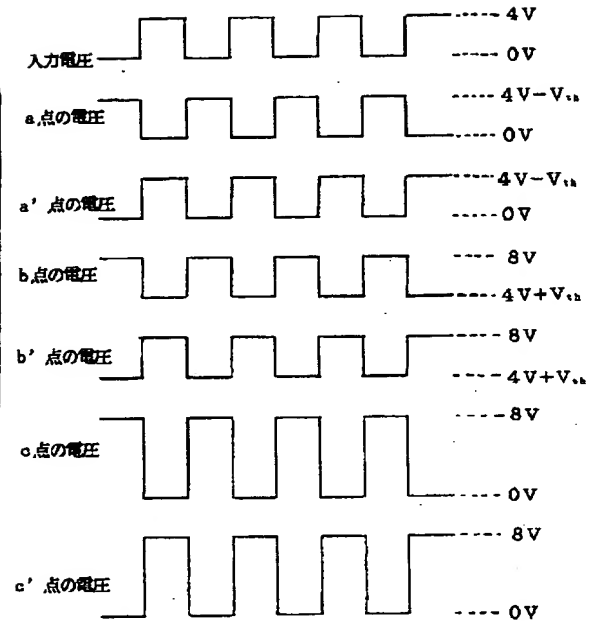 4V
入力電圧
0V
4V−Vth
a点の電圧
0V
4V−Vth
a'点の電圧
0V
8V
b点の電圧
4V+Vth
8V
b'点の電圧
4V+Vth
8V
c点の電圧
0V
8V
c'点の電圧
0V